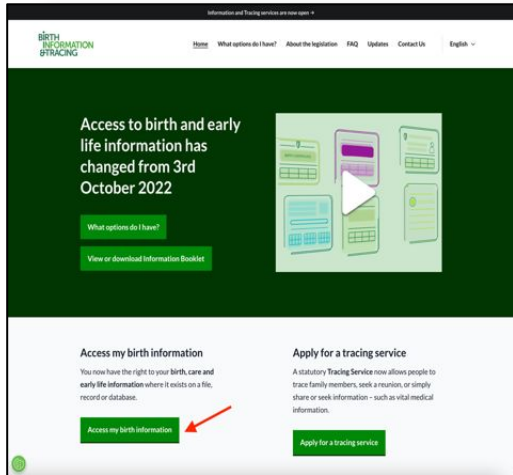 Information and Tracing services are now open →
BIRTH
INFORMATION
&TRACING
Home What options do I have? About the legislation FAQ Updates Contact Us English
Access to birth and early
life information has
changed from 3rd
October 2022
What options do I have?
View or download Information Booklet
Access my birth information
You now have the right to your birth, care and
early life information where it exists on a file,
record or database.
Access my birth information
Apply for a tracing service
A statutory Tracing Service now allows people to
trace family members, seek a reunion, or simply
share or seek information – such as vital medical
information.
Apply for a tracing service